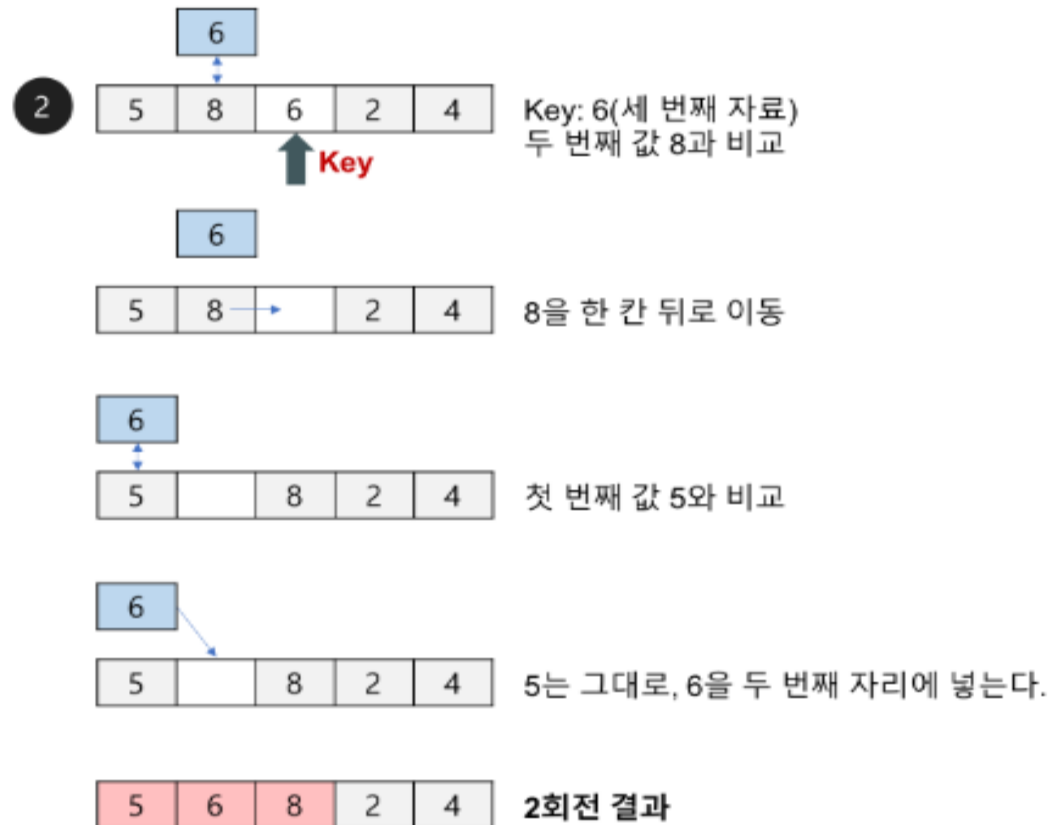 6
2
5 8 6 2 4
Key: 6(세 번째 자료)
두 번째 값 8과 비교
Key
6
5 8 2 4
8을 한 칸 뒤로 이동
6
5 8 2 4
첫 번째 값 5와 비교
6
5 8 2 4
5는 그대로, 6을 두 번째 자리에 넣는다.
5 6 8 2 4
2회전 결과